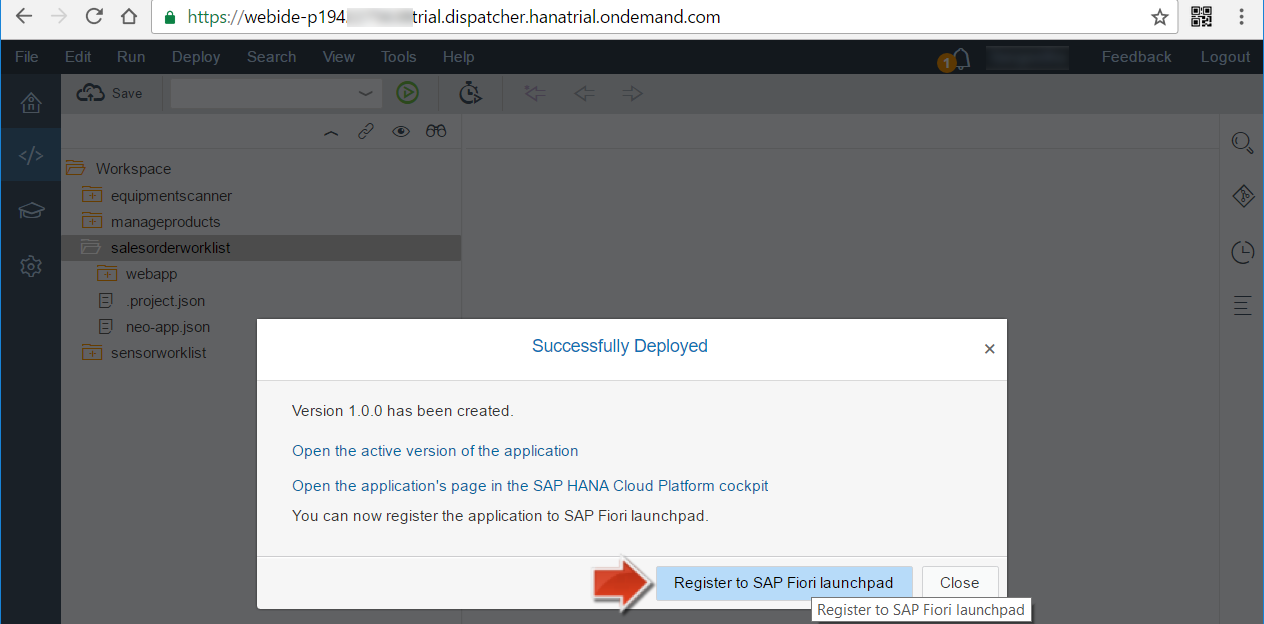 https://webide-p194 trial.dispatcher.hanatrial.ondemand.com
File Edit Run Deploy Search View Tools Help 1 Feedback Logout
Save
Workspace
equipmentscanner
manageproducts
salesorderworklist
webapp
.project.json
neo-app.json
sensorworklist
Successfully Deployed
×
Version 1.0.0 has been created.
Open the active version of the application
Open the application's page in the SAP HANA Cloud Platform cockpit
You can now register the application to SAP Fiori launchpad.
Register to SAP Fiori launchpad Close
Register to SAP Fiori launchpad